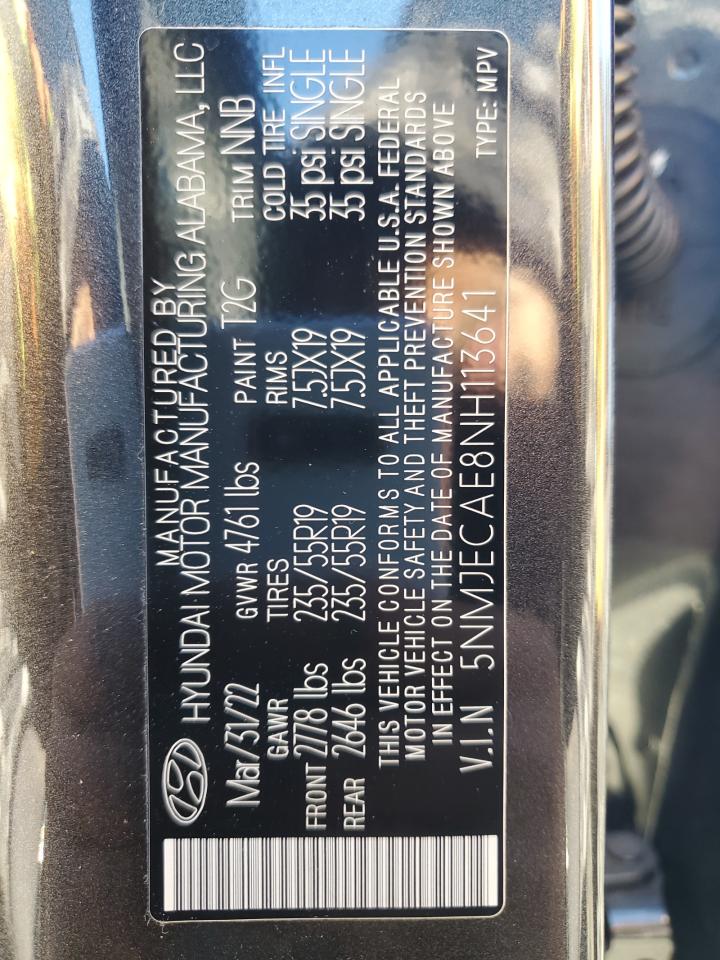 MANUFACTURED BY
HYUNDAI MOTOR MANUFACTURING ALABAMA, LLC
Mar/31/22 GVWR 4761 lbs PAINT T2G TRIM NNB
GAWR TIRES RIMS COLD TIRE INFL
FRONT 2778 lbs 235/55R19 7.5JX19 35 psi SINGLE
REAR 2646 lbs 235/55R19 7.5JX19 35 psi SINGLE
THIS VEHICLE CONFORMS TO ALL APPLICABLE U.S.A. FEDERAL
MOTOR VEHICLE SAFETY AND THEFT PREVENTION STANDARDS
IN EFFECT ON THE DATE OF MANUFACTURE SHOWN ABOVE
V.I.N 5NMJECAE8NH113641 TYPE: MPV